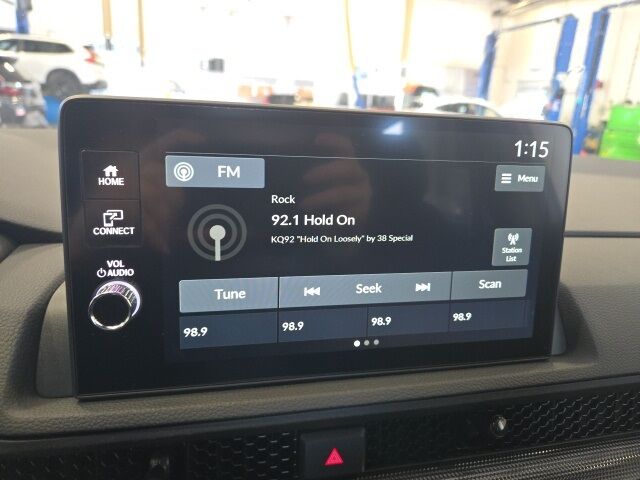 1:15
HOME
FM
Menu
Rock
92.1 Hold On
CONNECT
KQ92 "Hold On Loosely" by 38 Special
Station
List
VOL
AUDIO
Tune
Seek
Scan
98.9
98.9
98.9
98.9